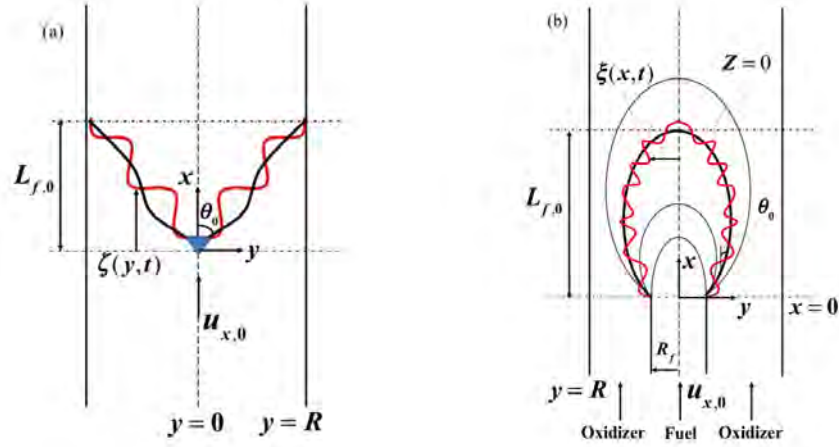 (a)
L_{f,0}
x
θ_0
y
ζ(y,t)
u_{x,0}
y=0
y=R
(b)
ξ(x,t)
Z=0
L_{f,0}
θ_0
x
y
x=0
R_f
y=R
u_{x,0}
Oxidizer
Fuel
Oxidizer